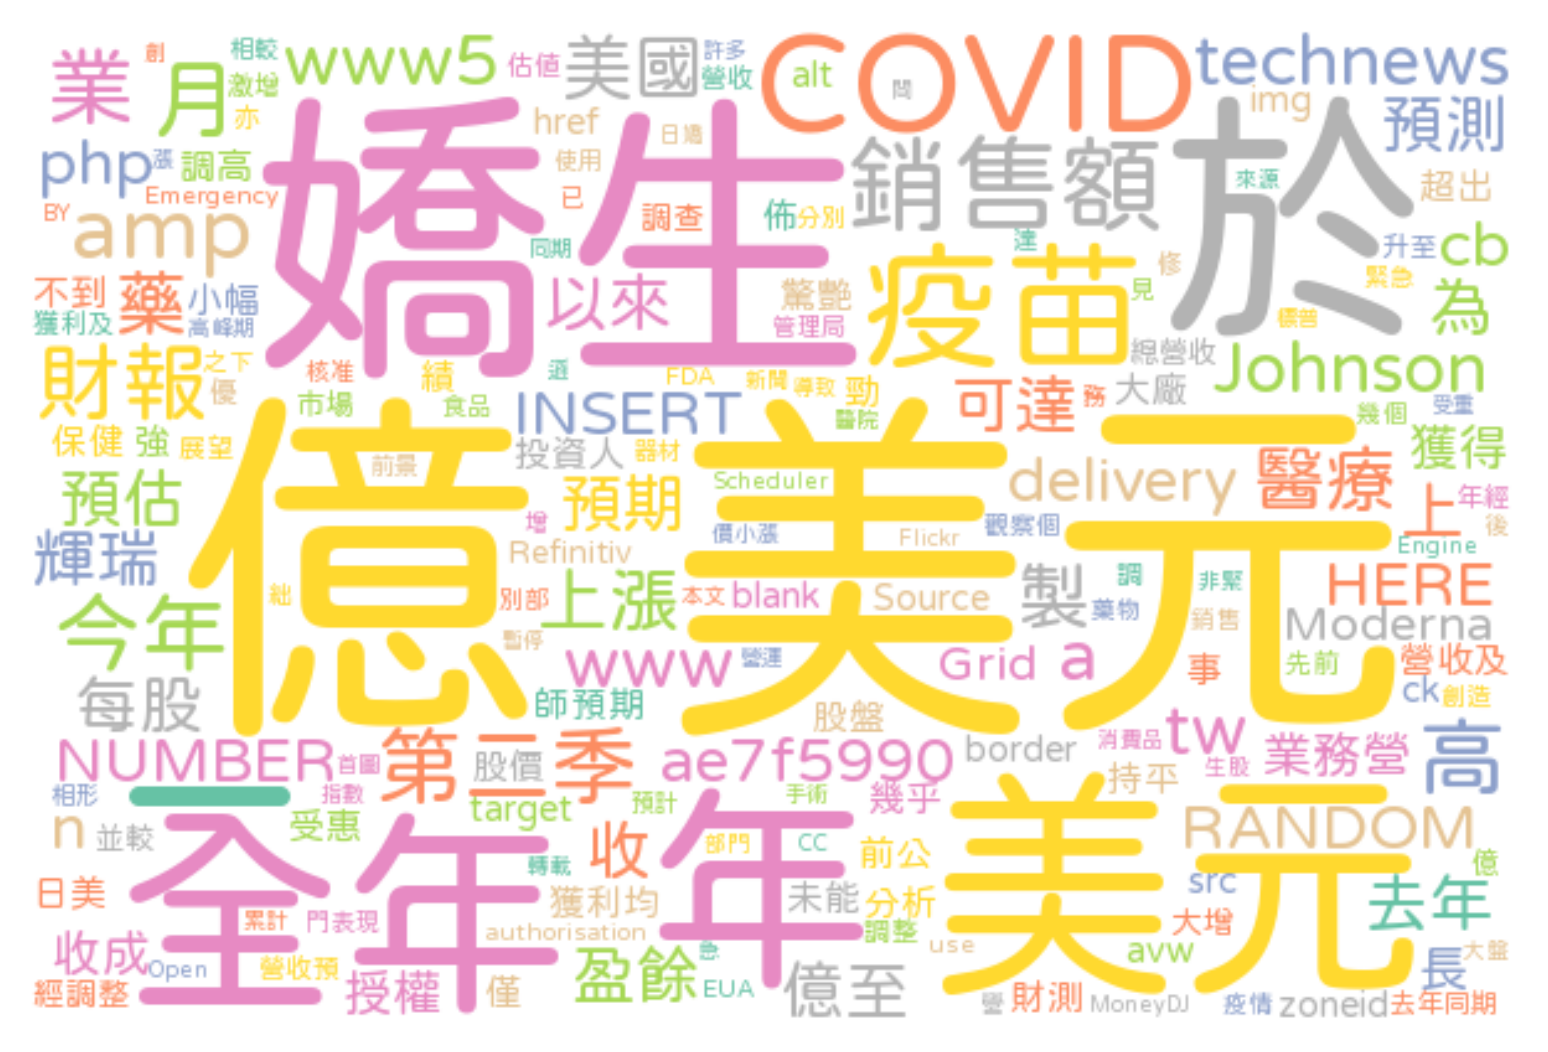 業
創
月
相較
激增
亦
www5
估值
美國
許多
營收
COVID
問
alt
technews
img
預測
php
漲
調高
Emergency
BY
amp
嬌生
href
使用
已
日嬌
調查
同期
佈
分別
銷售額
於
來源
超出
升至
cb
緊急
為
標普
不到
藥
小幅
獲利及
高峰期
以來
驚艷
管理局
疫苗
達
見
修
總營收
Johnson
財報
之下
優
核准
市場
績
食品
遜
FDA
新聞
導致
勁
醫院
可達
務
大廠
幾個
受重
保健
強
展望
INSERT
投資人
器材
獲得
預估
億美元
前景
預期
增
Scheduler
價小漲
Flickr
觀察個
delivery
醫療
上
年經
後
Engine
輝瑞
Refinitiv
絀
別部
上漲
本文
blank
Source
製
調
藥物
非緊
銷售
HERE
Moderna
今年
暫停
www
營運
Grid
a
事
先前
營收及
ck
創造
每股
師預期
股盤
NUMBER
首圖
第二季
股價
ae7f5990
border
消費品
tw
生股
業務營
高
相形
指數
target
預計
手術
幾乎
持平
n
並較
全年
受惠
轉載
收
年
部門
CC
前公
美元
RANDOM
億
日美
累計
門表現
獲利均
未能
分析
src
大增
去年
收成
Open
營收預
authorisation
調整
use
avw
長
大盤
經調整
授權
僅
盈餘
急
EUA
億至
財測
MoneyDJ
疫情
zoneid
去年同期